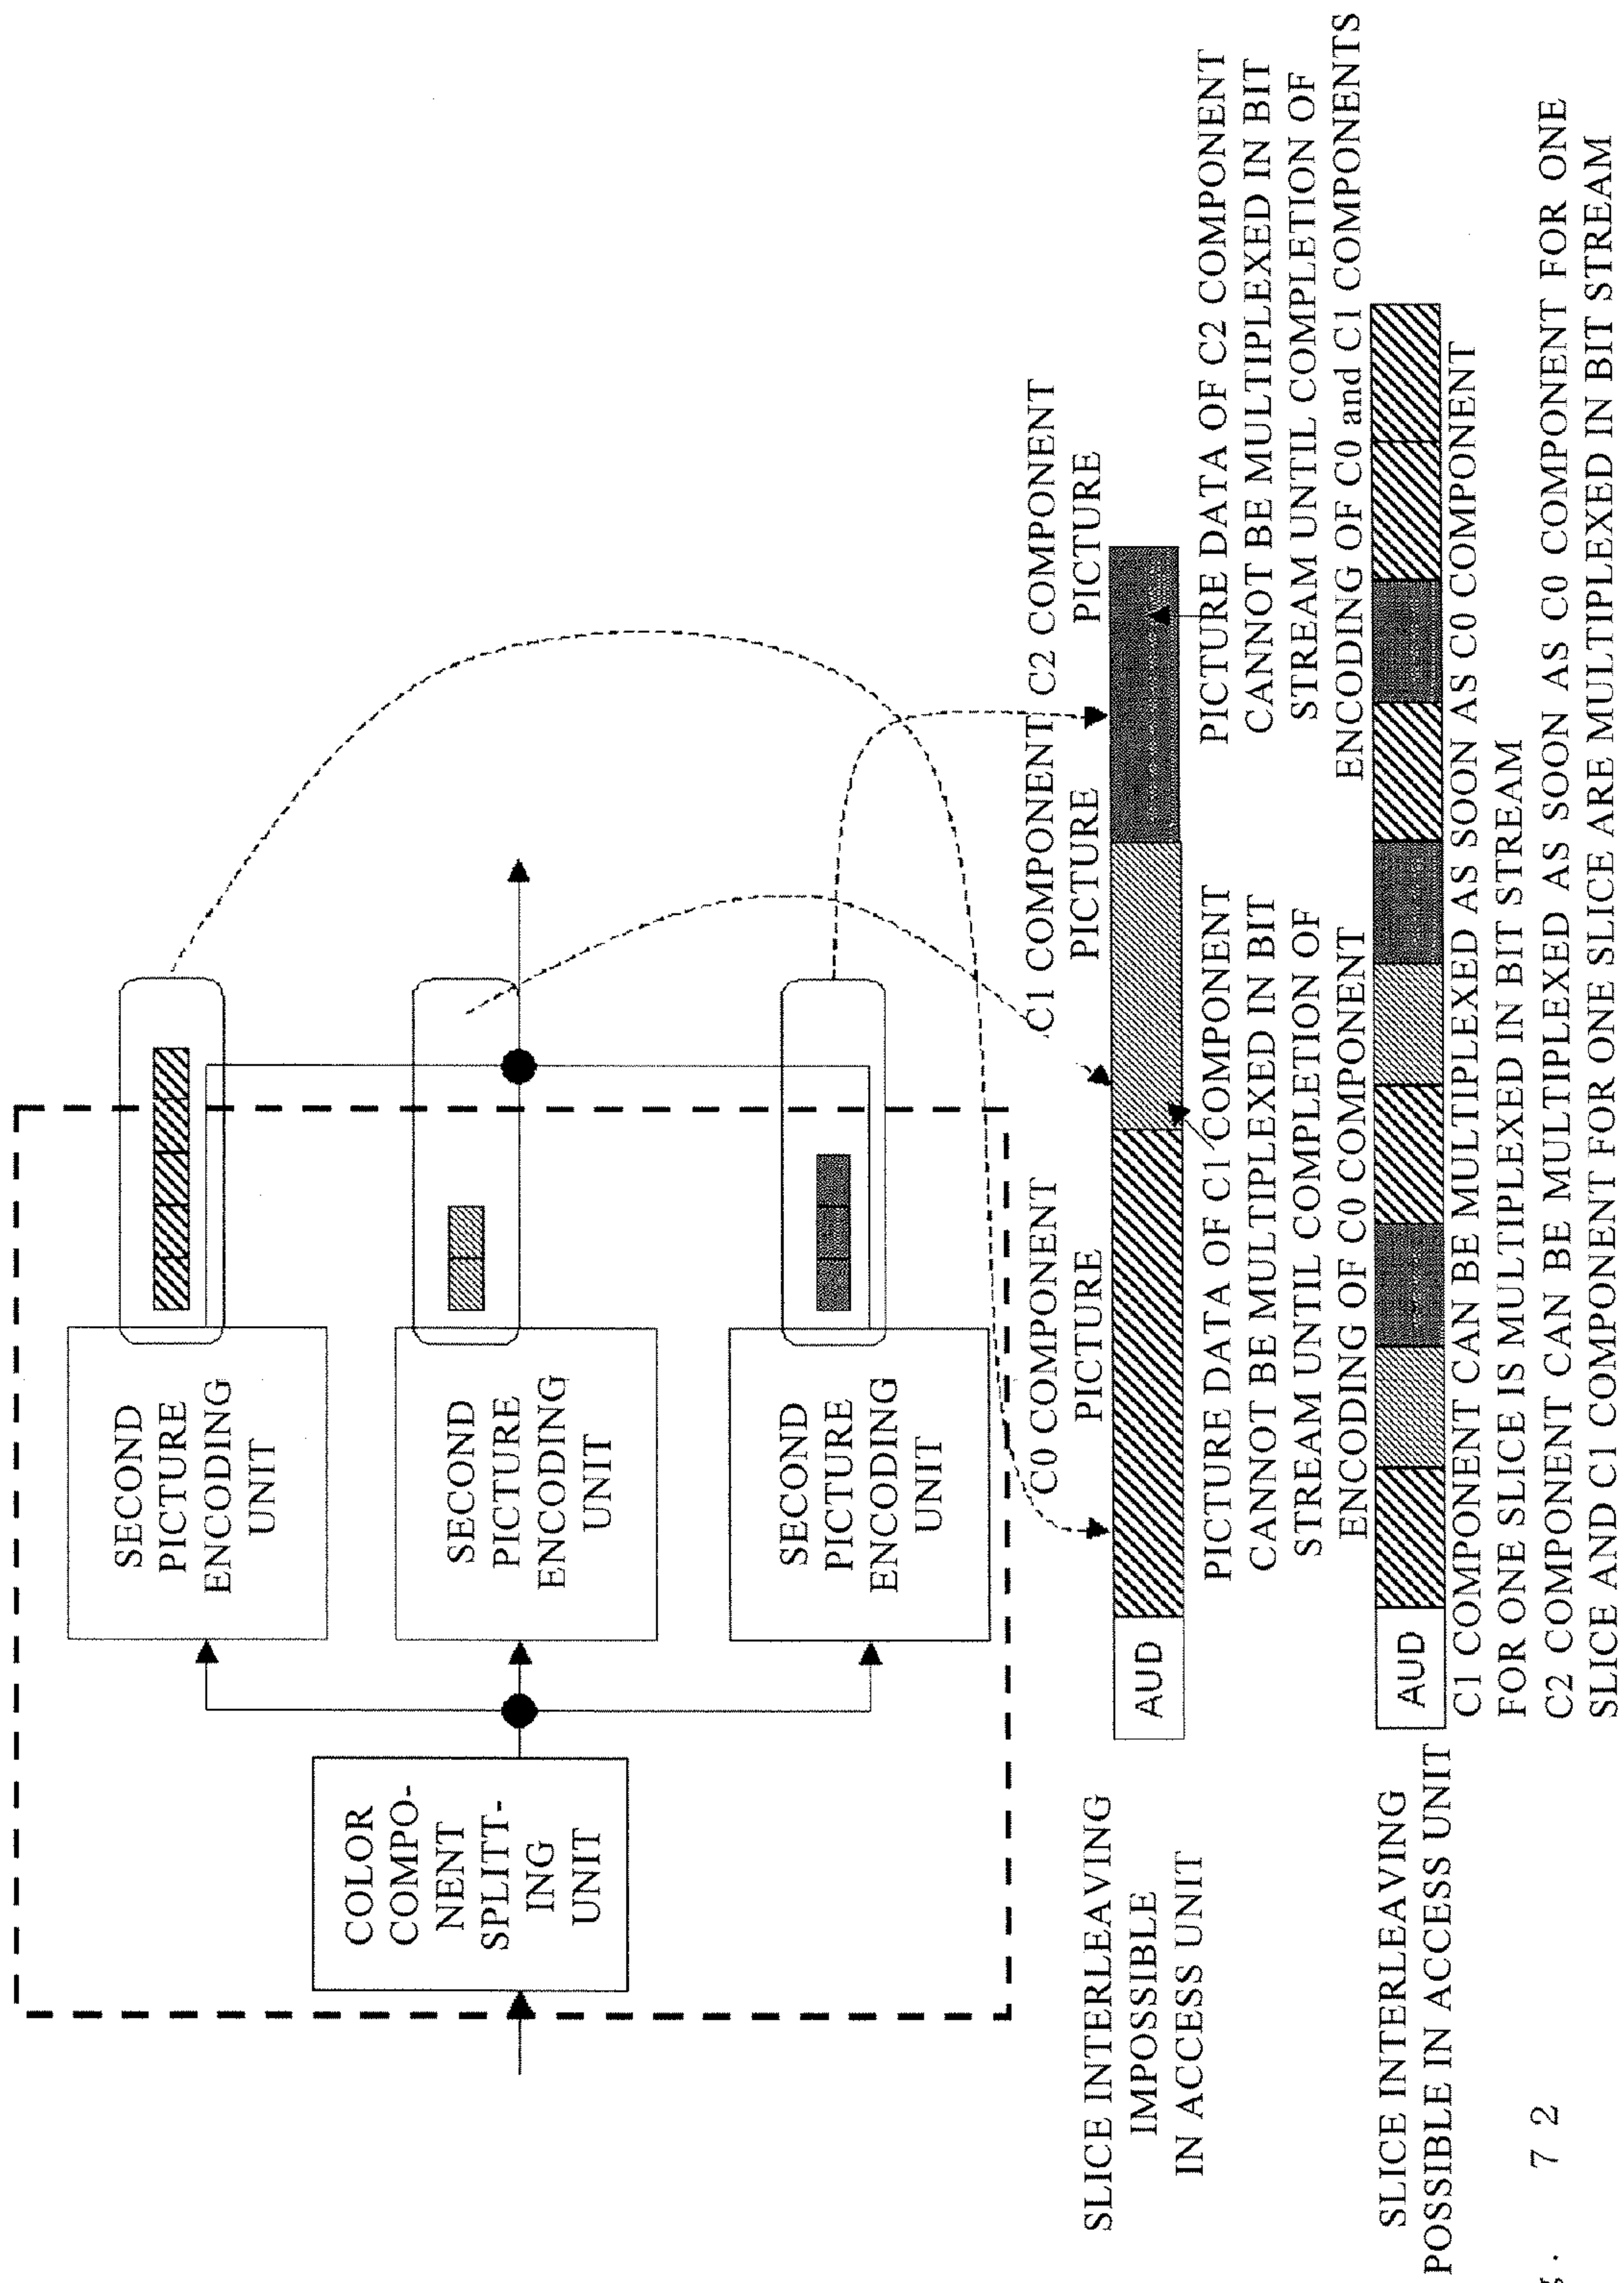 COLOR
COMPO-
NENT
SPLITT-
ING
UNIT
SECOND
PICTURE
ENCODING
UNIT
SECOND
PICTURE
ENCODING
UNIT
SECOND
PICTURE
ENCODING
UNIT
SLICE INTERLEAVING
IMPOSSIBLE
IN ACCESS UNIT
C0 COMPONENT
PICTURE
C1 COMPONENT
PICTURE
C2 COMPONENT
PICTURE
AUD
PICTURE DATA OF C1 COMPONENT
CANNOT BE MULTIPLEXED IN BIT
STREAM UNTIL COMPLETION OF
ENCODING OF C0 COMPONENT
PICTURE DATA OF C2 COMPONENT
CANNOT BE MULTIPLEXED IN BIT
STREAM UNTIL COMPLETION OF
ENCODING OF C0 and C1 COMPONENTS
SLICE INTERLEAVING
POSSIBLE IN ACCESS UNIT
AUD
C1 COMPONENT CAN BE MULTIPLEXED AS SOON AS C0 COMPONENT
FOR ONE SLICE IS MULTIPLEXED IN BIT STREAM
C2 COMPONENT CAN BE MULTIPLEXED AS SOON AS C0 COMPONENT FOR ONE
SLICE AND C1 COMPONENT FOR ONE SLICE ARE MULTIPLEXED IN BIT STREAM
72